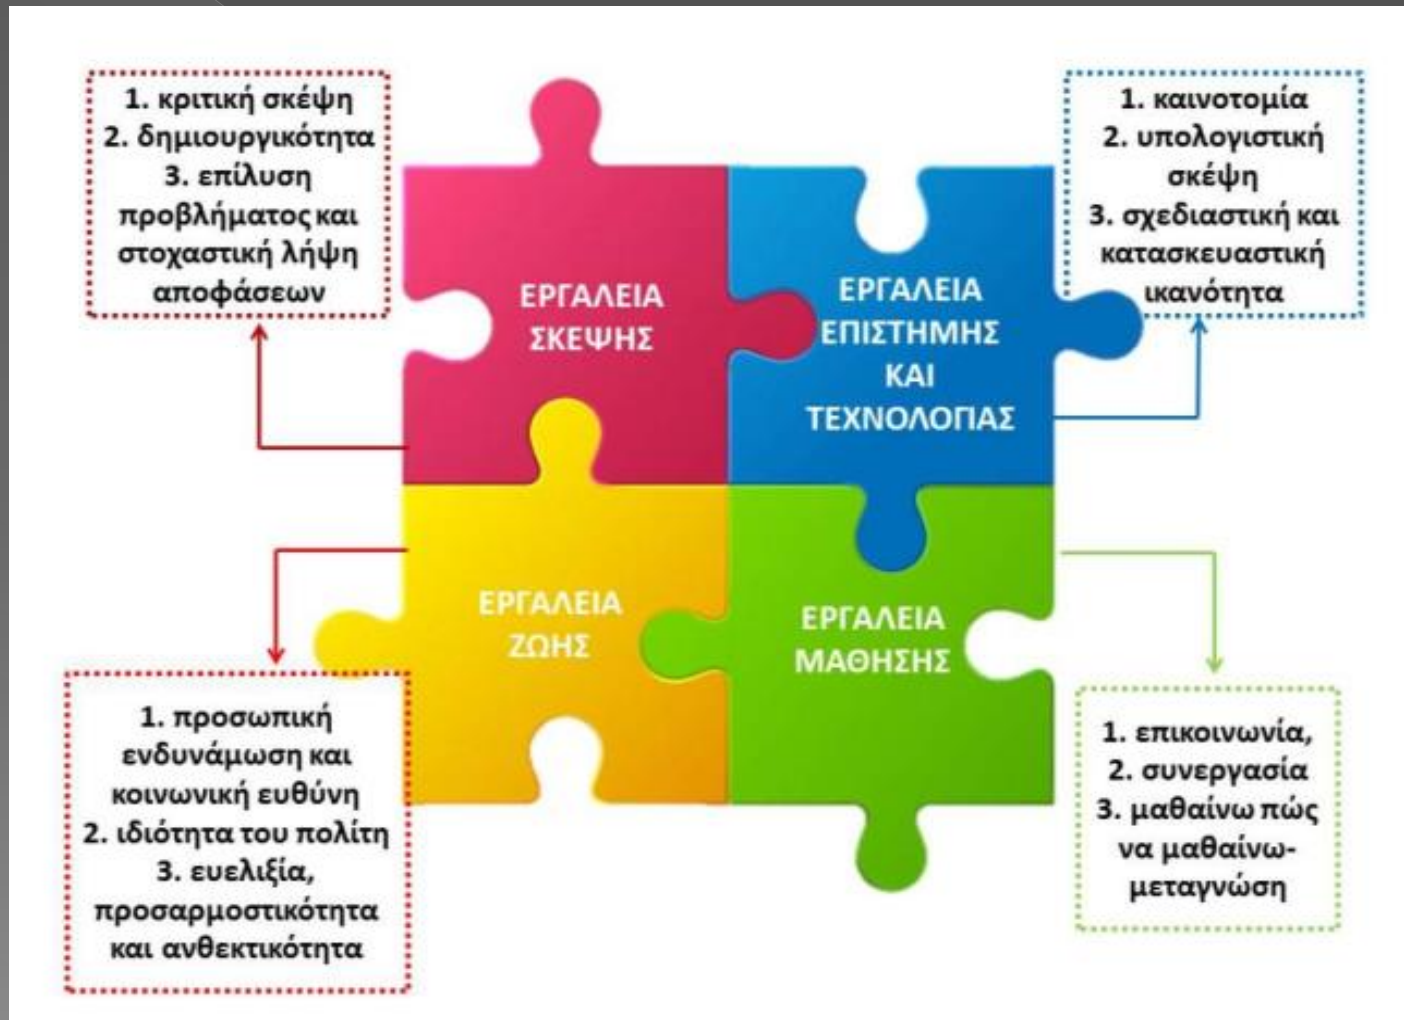 1. κριτική σκέψη
2. δημιουργικότητα
3. επίλυση
προβλήματος και
στοχαστική λήψη
αποφάσεων
ΕΡΓΑΛΕΙΑ
ΣΚΕΨΗΣ
ΕΡΓΑΛΕΙΑ
ΕΠΙΣΤΗΜΗΣ
ΚΑΙ
ΤΕΧΝΟΛΟΓΙΑΣ
1. καινοτομία
2. υπολογιστική
σκέψη
3. σχεδιαστική και
κατασκευαστική
ικανότητα
1. προσωπική
ενδυνάμωση και
κοινωνική ευθύνη
2. ιδιότητα του πολίτη
3. ευελιξία,
προσαρμοστικότητα
και ανθεκτικότητα
ΕΡΓΑΛΕΙΑ
ΖΩΗΣ
ΕΡΓΑΛΕΙΑ
ΜΑΘΗΣΗΣ
1. επικοινωνία,
2. συνεργασία
3. μαθαίνω πώς
να μαθαίνω-
μεταγνώση